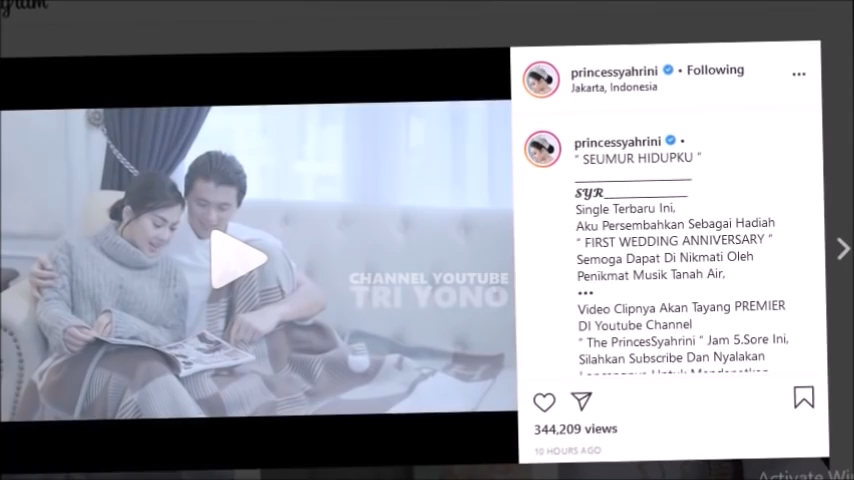 princessyahrini • Following
Jakarta, Indonesia
princessyahrini •
" SEUMUR HIDUPKU "
SYR
Single Terbaru Ini,
Aku Persembahkan Sebagai Hadiah
" FIRST WEDDING ANNIVERSARY "
Semoga Dapat Di Nikmati Oleh
Penikmat Musik Tanah Air,
•••
Video Clipnya Akan Tayang PREMIER
DI Youtube Channel
" The PrincesSyahrini " Jam 5.Sore Ini,
Silahkan Subscribe Dan Nyalakan
344,209 views
10 HOURS AGO
CHANNEL YOUTUBE
TRI YONO